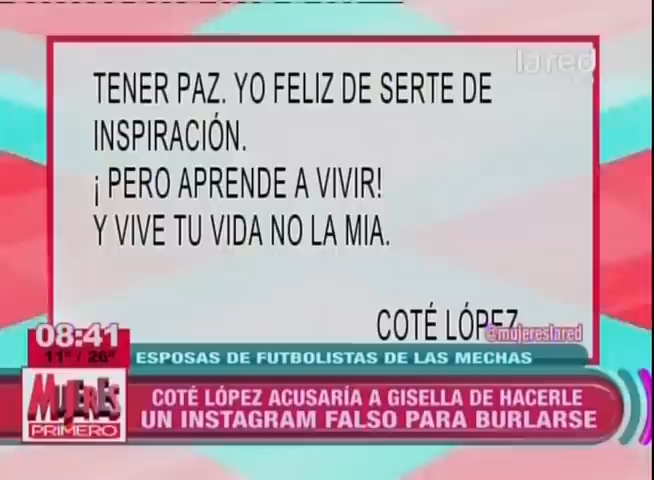 lared
TENER PAZ. YO FELIZ DE SERTE DE
INSPIRACIÓN.
¡ PERO APRENDE A VIVIR!
Y VIVE TU VIDA NO LA MIA.
COTÉ LÓPEZ
@mujereslared
08:41
11° / 26°
ESPOSAS DE FUTBOLISTAS DE LAS MECHAS
MUJERES
PRIMERO
COTÉ LÓPEZ ACUSARÍA A GISELLA DE HACERLE
UN INSTAGRAM FALSO PARA BURLARSE